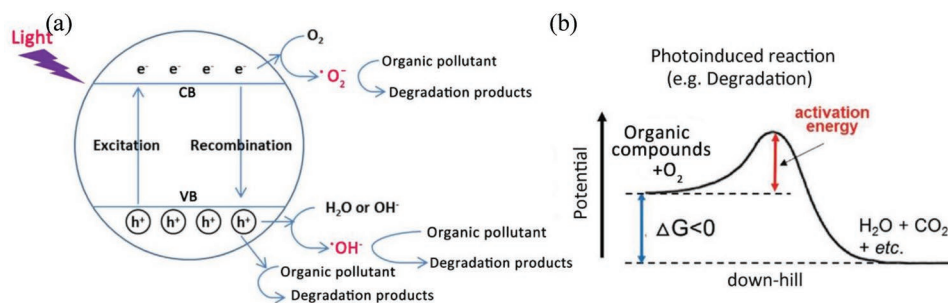 (a)
Light
e⁻ e⁻ e⁻ e⁻
CB
Excitation
Recombination
VB
h⁺ h⁺ h⁺ h⁺
O₂
·O₂⁻
Organic pollutant
Degradation products
H₂O or OH⁻
·OH⁻
Organic pollutant
Degradation products
Organic pollutant
Degradation products
(b)
Photoinduced reaction
(e.g. Degradation)
Potential
Organic
compounds
+O₂
activation
energy
ΔG<0
H₂O + CO₂
+ etc.
down-hill